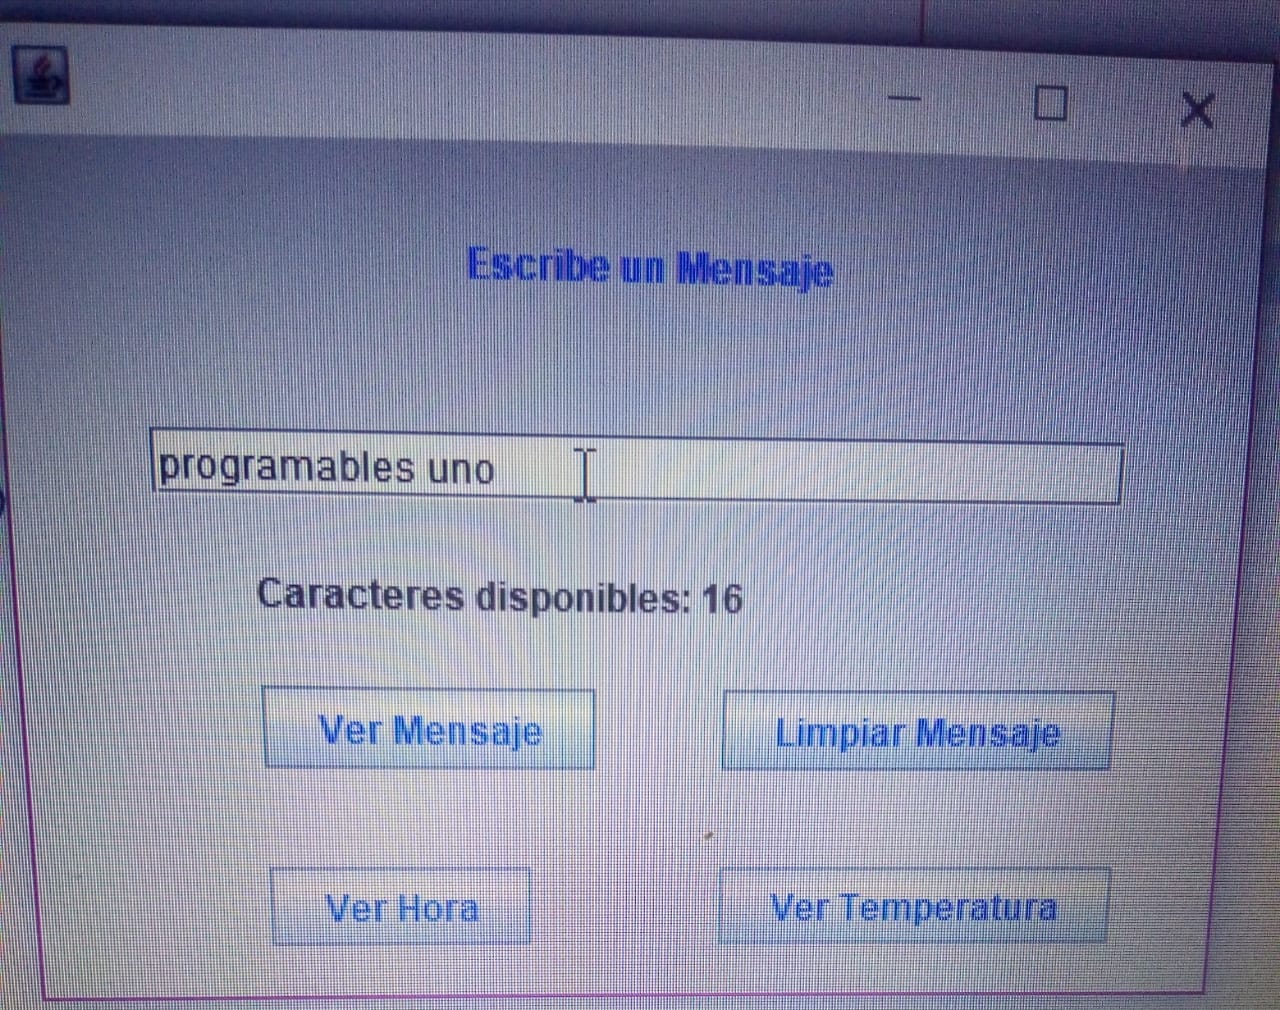 Escribe un Mensaje
programables uno
Caracteres disponibles: 16
Ver Mensaje
Limpiar Mensaje
Ver Hora
Ver Temperatura